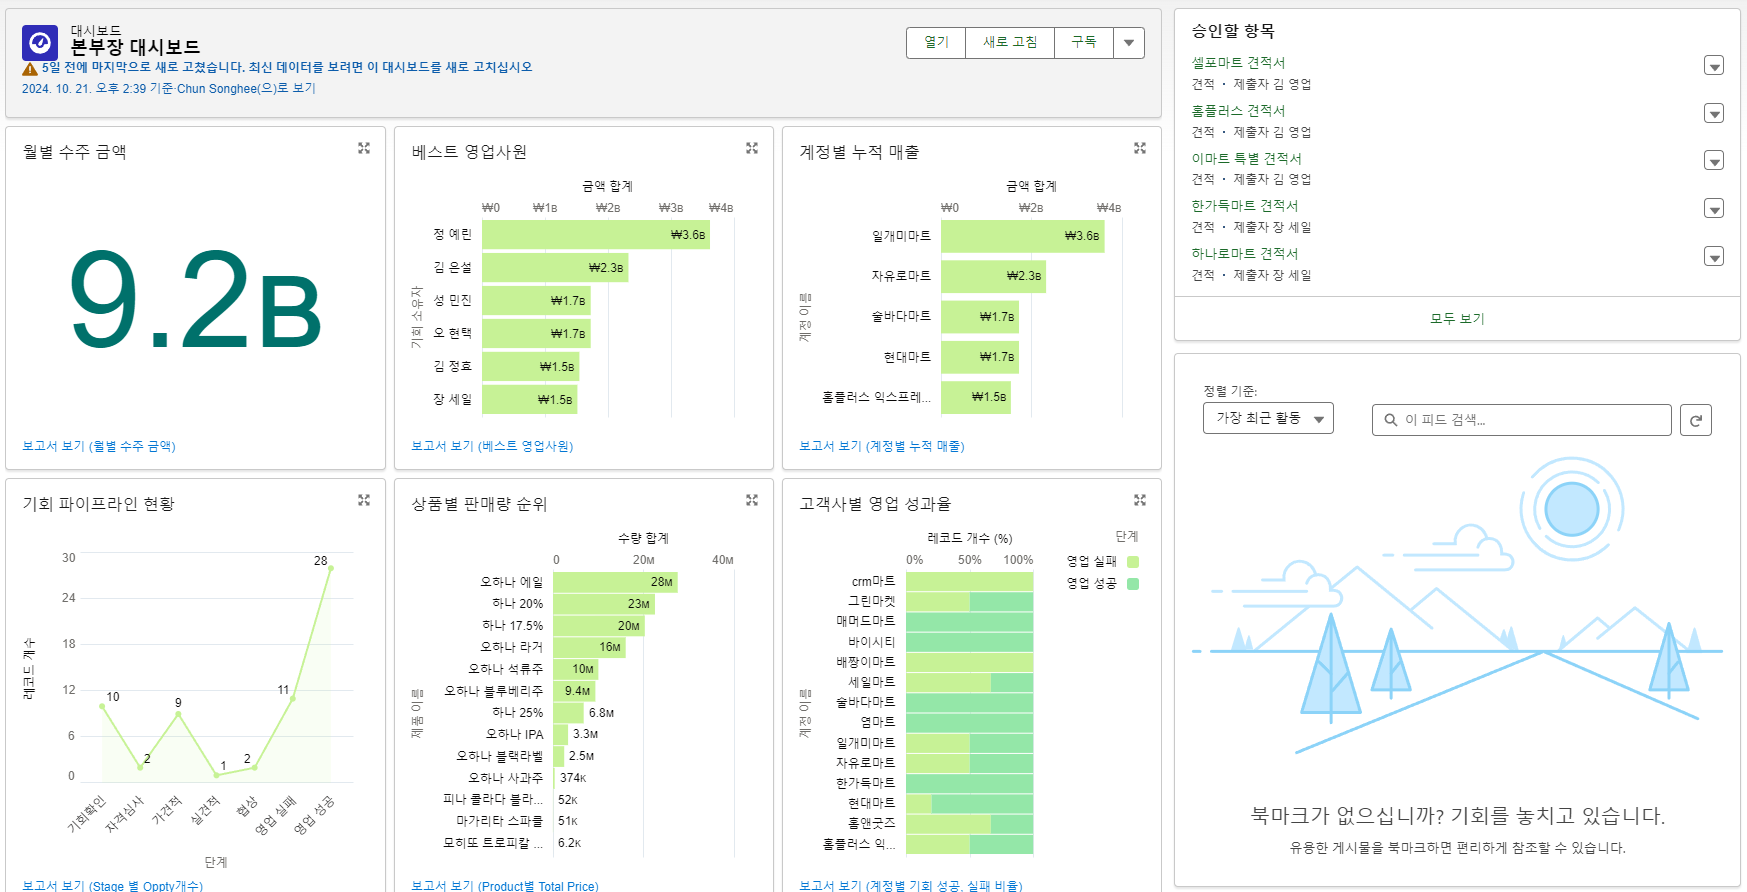 대시보드
본부장 대시보드
5일 전에 마지막으로 새로 고쳤습니다. 최신 데이터를 보려면 이 대시보드를 새로 고치십시오
2024. 10. 21. 오후 2:39 기준·Chun Songhee(으)로 보기
열기 새로 고침 구독
월별 수주 금액
9.2B
보고서 보기 (월별 수주 금액)
베스트 영업사원
금액 합계
₩0 ₩1B ₩2B ₩3B ₩4B
기회 소유자
정 예린 ₩3.6B
김 은설 ₩2.3B
성 민진 ₩1.7B
오 현택 ₩1.7B
김 정효 ₩1.5B
장 세일 ₩1.5B
보고서 보기 (베스트 영업사원)
계정별 누적 매출
금액 합계
₩0 ₩2B ₩4B
계정 이름
일개미마트 ₩3.6B
자유로마트 ₩2.3B
술바다마트 ₩1.7B
현대마트 ₩1.7B
홈플러스 익스프레... ₩1.5B
보고서 보기 (계정별 누적 매출)
기회 파이프라인 현황
레코드 개수
30
24
18
12
6
0
10
2
9
1
2
11
28
기회확인
자격심사
가견적
실견적
협상
영업 실패
영업 성공
단계
보고서 보기 (Stage 별 Oppty개수)
상품별 판매량 순위
수량 합계
0 20M 40M
제품 이름
오하나 에일 28M
하나 20% 23M
하나 17.5% 20M
오하나 라거 16M
오하나 석류주 10M
오하나 블루베리주 9.4M
하나 25% 6.8M
오하나 IPA 3.3M
오하나 블랙라벨 2.5M
오하나 사과주 374K
피나 콜라다 블라... 52K
마가리타 스파클 51K
모히또 트로피칼 ... 6.2K
보고서 보기 (Product별 Total Price)
고객사별 영업 성과율
레코드 개수 (%)
0% 50% 100%
단계
영업 실패
영업 성공
계정 이름
crm마트
그린마켓
매머드마트
바이시티
배짱이마트
세일마트
술바다마트
염마트
일개미마트
자유로마트
한가득마트
현대마트
홈앤굿즈
홈플러스 익...
보고서 보기 (계정별 기회 성공, 실패 비율)
승인할 항목
셀포마트 견적서
견적 · 제출자 김 영업
홈플러스 견적서
견적 · 제출자 김 영업
이마트 특별 견적서
견적 · 제출자 김 영업
한가득마트 견적서
견적 · 제출자 장 세일
하나로마트 견적서
견적 · 제출자 장 세일
모두 보기
정렬 기준:
가장 최근 활동
이 피드 검색...
북마크가 없으십니까? 기회를 놓치고 있습니다.
유용한 게시물을 북마크하면 편리하게 참조할 수 있습니다.